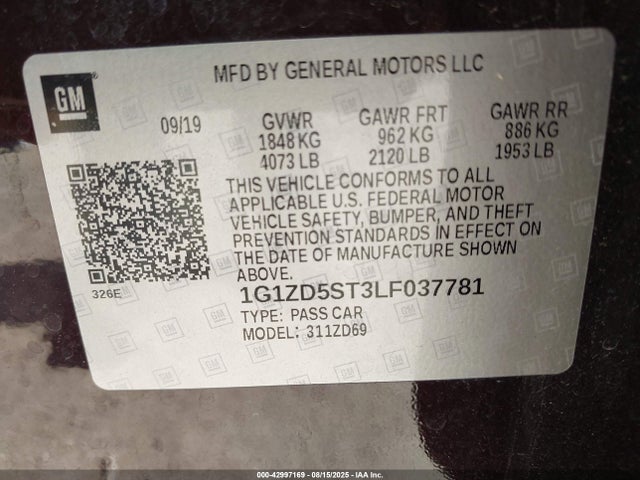 GM
MFD BY GENERAL MOTORS LLC
09/19
GVWR GAWR FRT GAWR RR
1848 KG 962 KG 886 KG
4073 LB 2120 LB 1953 LB
THIS VEHICLE CONFORMS TO ALL
APPLICABLE U.S. FEDERAL MOTOR
VEHICLE SAFETY, BUMPER, AND THEFT
PREVENTION STANDARDS IN EFFECT ON
THE DATE OF MANUFACTURE SHOWN
ABOVE.
326E
1G1ZD5ST3LF037781
TYPE: PASS CAR
MODEL: 311ZD69
000-42997169 - 08/15/2025 - IAA Inc.